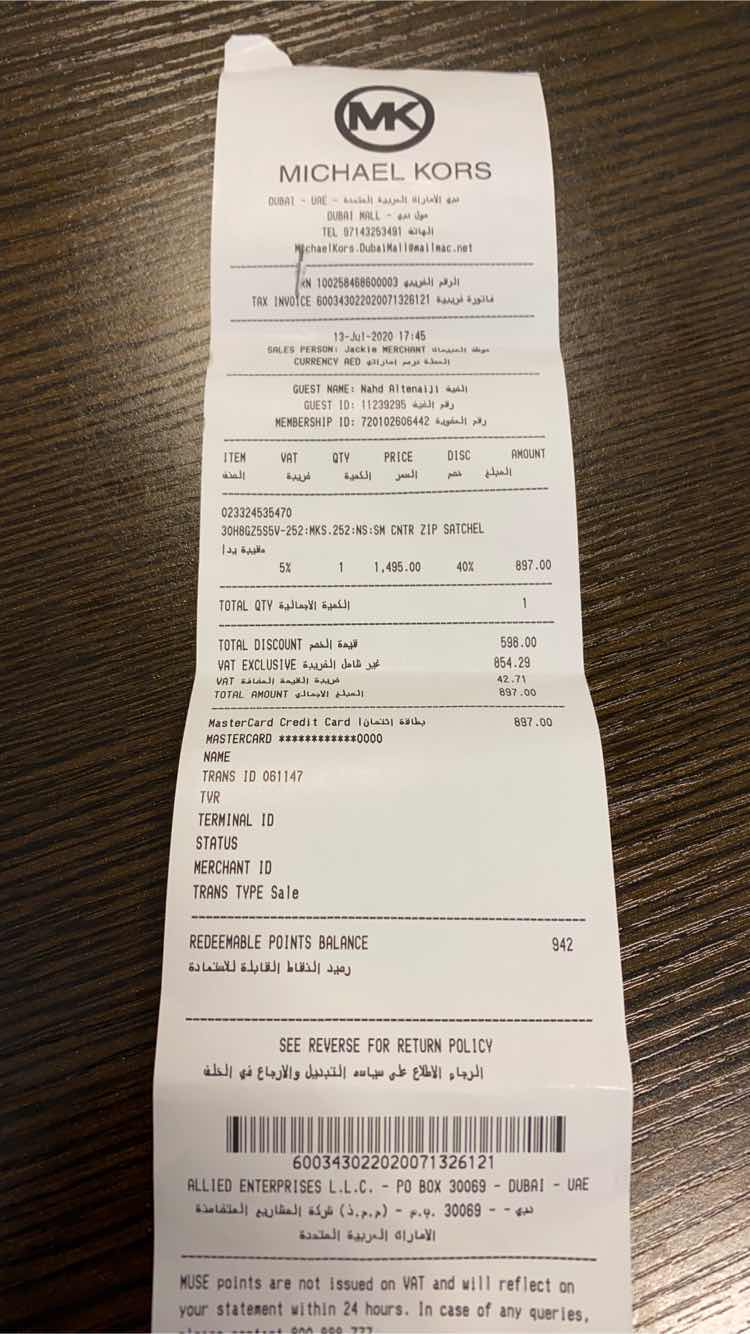 MK
MICHAEL KORS
DUBAI - UAE - دبي الامارات العربية المتحدة
DUBAI MALL - دبي مول
TEL 97143253491 الهاتف
MichaelKors.DubaiMall@mailmac.net
RN 100258468600003 الرقم الضريبي
TAX INVOICE 600343022020071326121 فاتورة ضريبية
13-Jul-2020 17:45
SALES PERSON: Jackie MERCHANT موظف المبيعات
CURRENCY AED العملة درهم اماراتي
GUEST NAME: Nahd Altenaiji
GUEST ID: 11239295 رقم
MEMBERSHIP ID: 720102606442 رقم العضوية
ITEM VAT QTY PRICE DISC AMOUNT
الصنف ضريبة الكمية السعر خصم المبلغ
023324535470
30H8GZ5S5V-252:MKS.252:NS:SM CNTR ZIP SATCHEL
حقيبة يدا
5% 1 1,495.00 40% 897.00
TOTAL QTY الكمية الاجمالية 1
TOTAL DISCOUNT قيمة الخصم 598.00
VAT EXCLUSIVE غير شامل الضريبة 854.29
VAT ضريبة القيمة المضافة 42.71
TOTAL AMOUNT المبلغ الاجمالي 897.00
MasterCard Credit Card بطاقة ائتمان 897.00
MASTERCARD ************0000
NAME
TRANS ID 061147
TVR
TERMINAL ID
STATUS
MERCHANT ID
TRANS TYPE Sale
REDEEMABLE POINTS BALANCE 942
رصيد النقاط القابلة للاستعادة
SEE REVERSE FOR RETURN POLICY
الرجاء الاطلاع على سياسه التبديل والارجاع في الخلف
600343022020071326121
ALLIED ENTERPRISES L.L.C. - PO BOX 30069 - DUBAI - UAE
شركة المشاريع المتضامنة (ذ.م.م) - ص.ب. 30069 - - دبي
الامارات العربية المتحدة
MUSE points are not issued on VAT and will reflect on
your statement within 24 hours. In case of any queries,
please contact 800 888 777